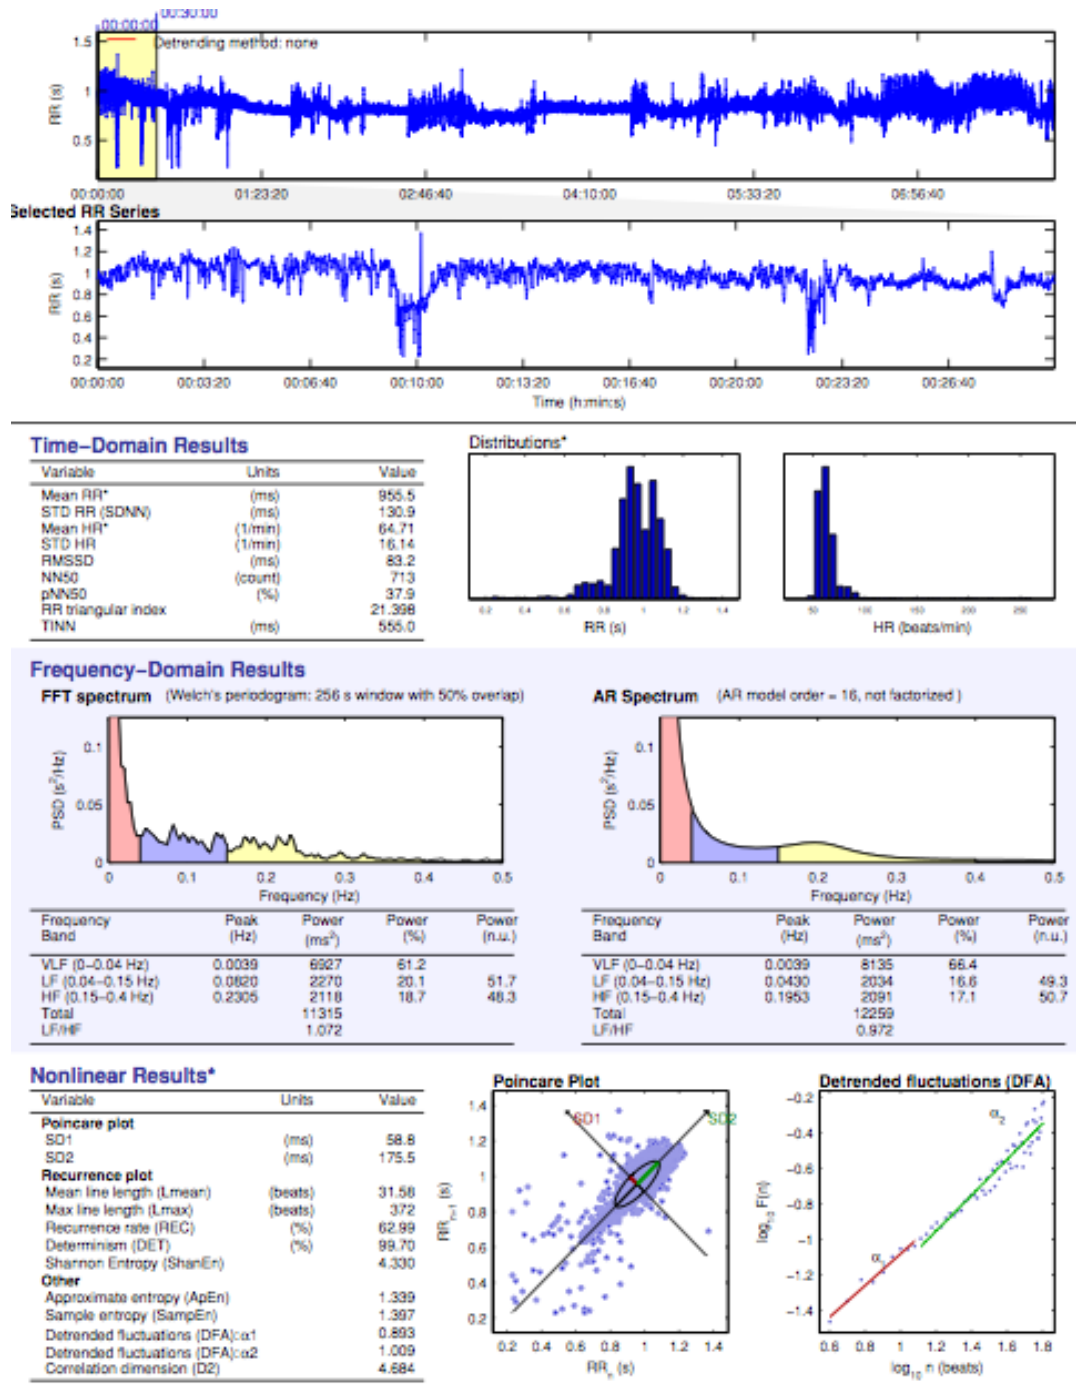 00:30:00
00:00:00
Detrending method: none
1.5
1
0.5
RR (s)
00:00:00 01:23:20 02:46:40 04:10:00 05:33:20 06:56:40
Selected RR Series
1.4
1.2
1
0.8
0.6
0.4
0.2
RR (s)
00:00:00 00:03:20 00:06:40 00:10:00 00:13:20 00:16:40 00:20:00 00:23:20 00:26:40
Time (h:min:s)
Time-Domain Results
Variable Units Value
Mean RR* (ms) 955.5
STD RR (SDNN) (ms) 130.9
Mean HR* (1/min) 64.71
STD HR (1/min) 16.14
RMSSD (ms) 83.2
NN50 (count) 713
pNN50 (%) 37.9
RR triangular index 21.398
TINN (ms) 555.0
Distributions*
0.2 0.4 0.6 0.8 1 1.2 1.4
RR (s)
50 100 150 200 250
HR (beats/min)
Frequency-Domain Results
FFT spectrum (Welch's periodogram: 256 s window with 50% overlap)
0.1
0.05
0
PSD (s²/Hz)
0 0.1 0.2 0.3 0.4 0.5
Frequency (Hz)
Frequency Band Peak (Hz) Power (ms²) Power (%) Power (n.u.)
VLF (0-0.04 Hz) 0.0039 6927 61.2
LF (0.04-0.15 Hz) 0.0820 2270 20.1 51.7
HF (0.15-0.4 Hz) 0.2305 2118 18.7 48.3
Total 11315
LF/HF 1.072
AR Spectrum (AR model order = 16, not factorized )
0.1
0.05
0
PSD (s²/Hz)
0 0.1 0.2 0.3 0.4 0.5
Frequency (Hz)
Frequency Band Peak (Hz) Power (ms²) Power (%) Power (n.u.)
VLF (0-0.04 Hz) 0.0039 8135 66.4
LF (0.04-0.15 Hz) 0.0430 2034 16.6 49.3
HF (0.15-0.4 Hz) 0.1953 2091 17.1 50.7
Total 12259
LF/HF 0.972
Nonlinear Results*
Variable Units Value
Poincare plot
SD1 (ms) 58.8
SD2 (ms) 175.5
Recurrence plot
Mean line length (Lmean) (beats) 31.58
Max line length (Lmax) (beats) 372
Recurrence rate (REC) (%) 62.99
Determinism (DET) (%) 99.70
Shannon Entropy (ShanEn) 4.330
Other
Approximate entropy (ApEn) 1.339
Sample entropy (SampEn) 1.397
Detrended fluctuations (DFA): α1 0.893
Detrended fluctuations (DFA): α2 1.009
Correlation dimension (D2) 4.684
Poincare Plot
SD1
SD2
1.4
1.2
1
0.8
0.6
0.4
0.2
RRn+1 (s)
0.2 0.4 0.6 0.8 1 1.2 1.4
RRn (s)
Detrended fluctuations (DFA)
α2
α1
-0.2
-0.4
-0.6
-0.8
-1
-1.2
-1.4
log10 F(n)
0.6 0.8 1 1.2 1.4 1.6 1.8
log10 n (beats)